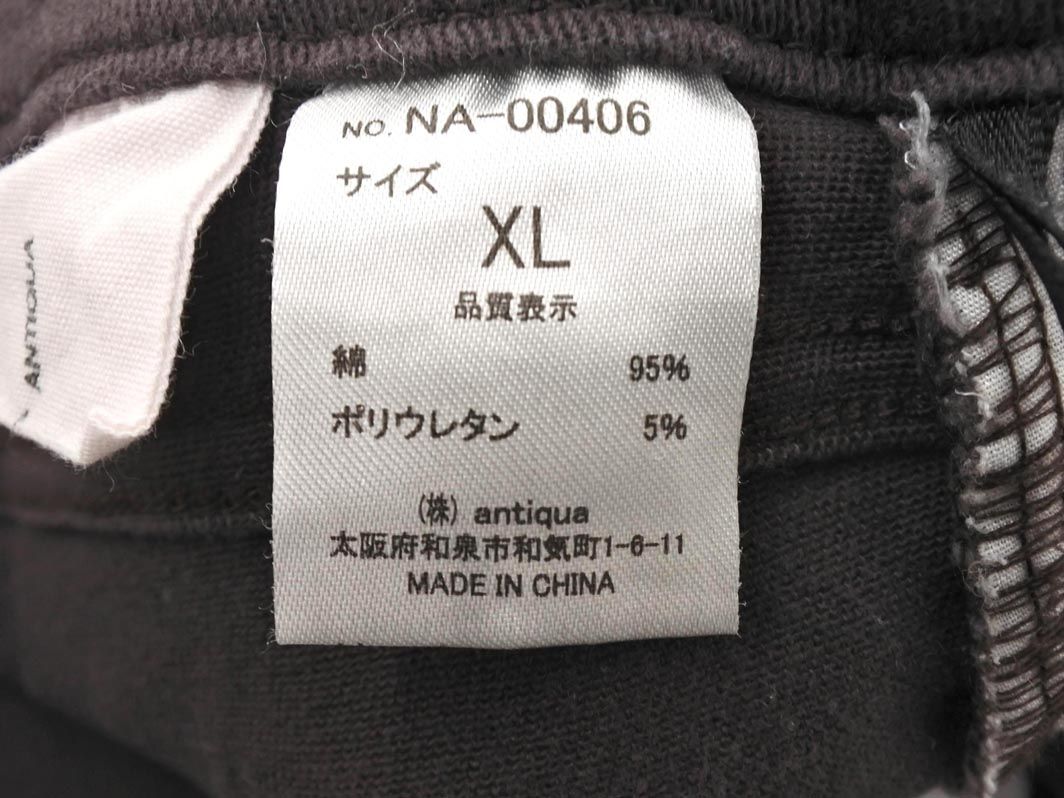 NO. NA-00406
サイズ
XL
品質表示
綿 95%
ポリウレタン 5%
(株) antiqua
太阪府和泉市和気町1-6-11
MADE IN CHINA
ANTIQUA